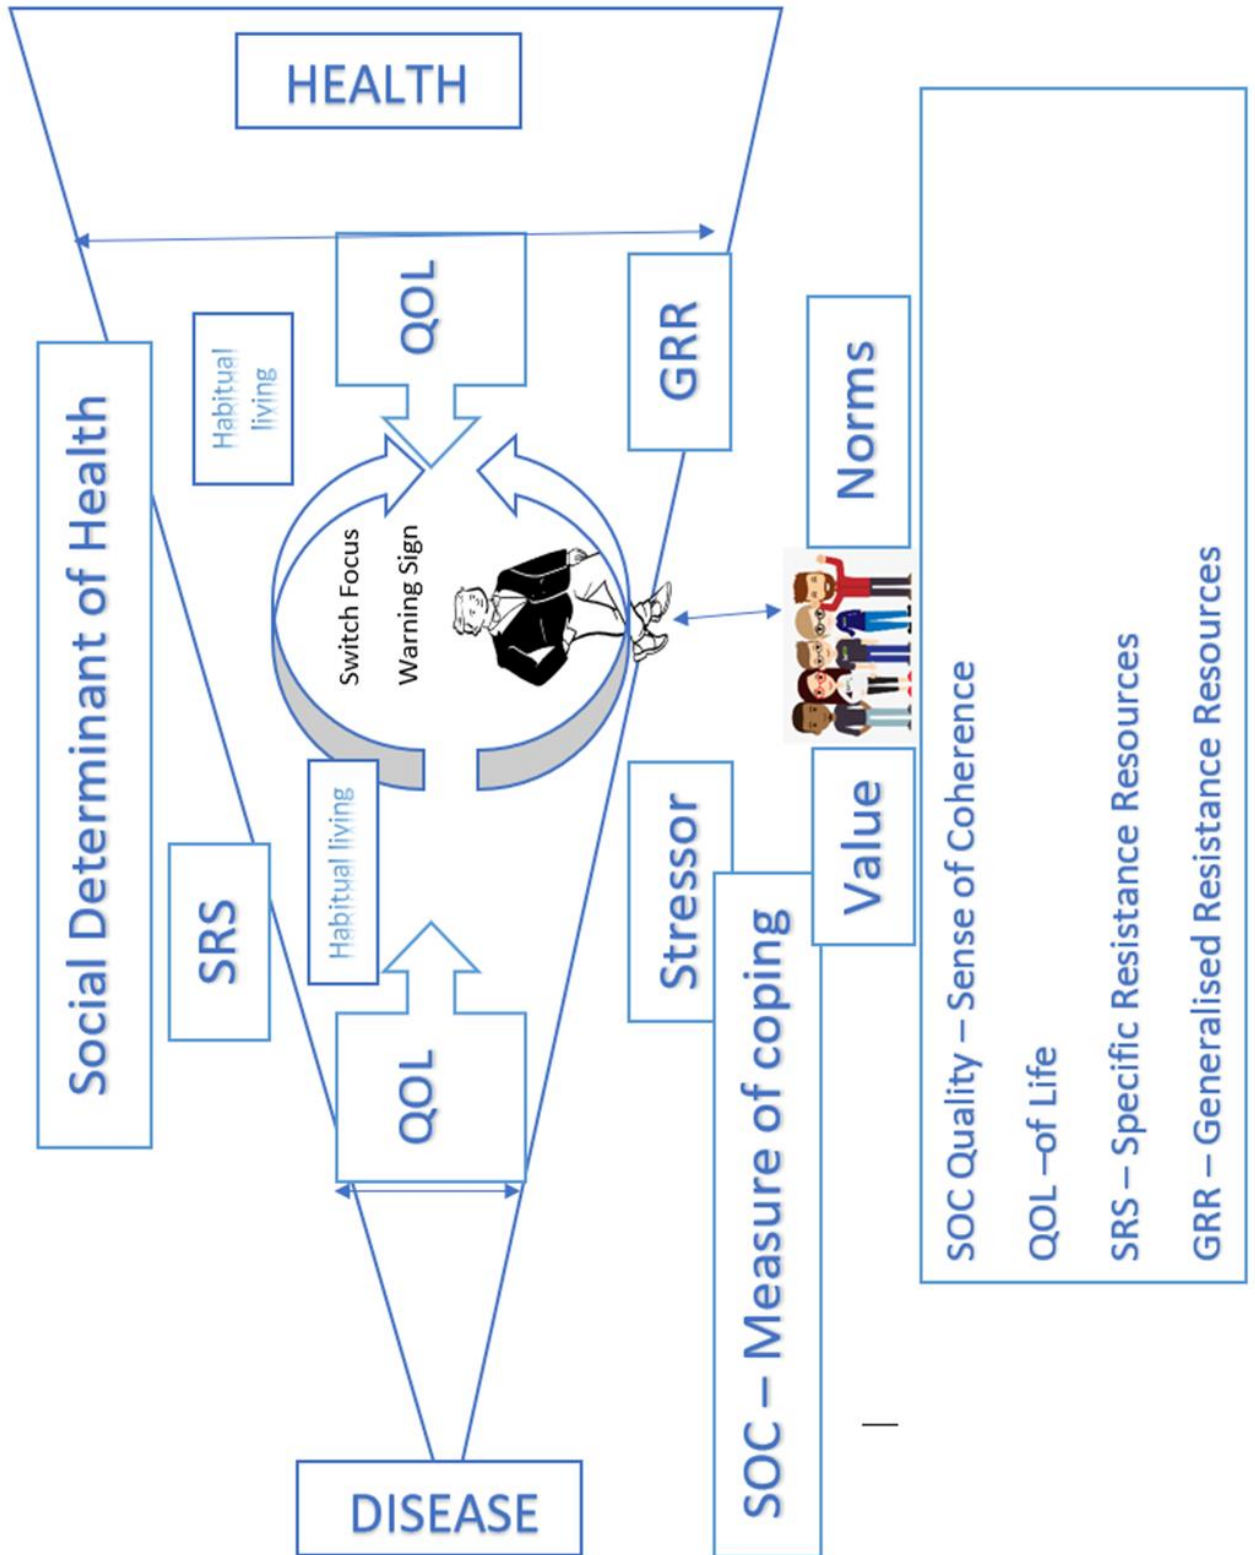 HEALTH
DISEASE
Social Determinant of Health
SRS
Habitual living
Habitual
living
QOL
QOL
Switch Focus
Warning Sign
Stressor
GRR
SOC – Measure of coping
Value
Norms
SOC Quality – Sense of Coherence
QOL –of Life
SRS – Specific Resistance Resources
GRR – Generalised Resistance Resources